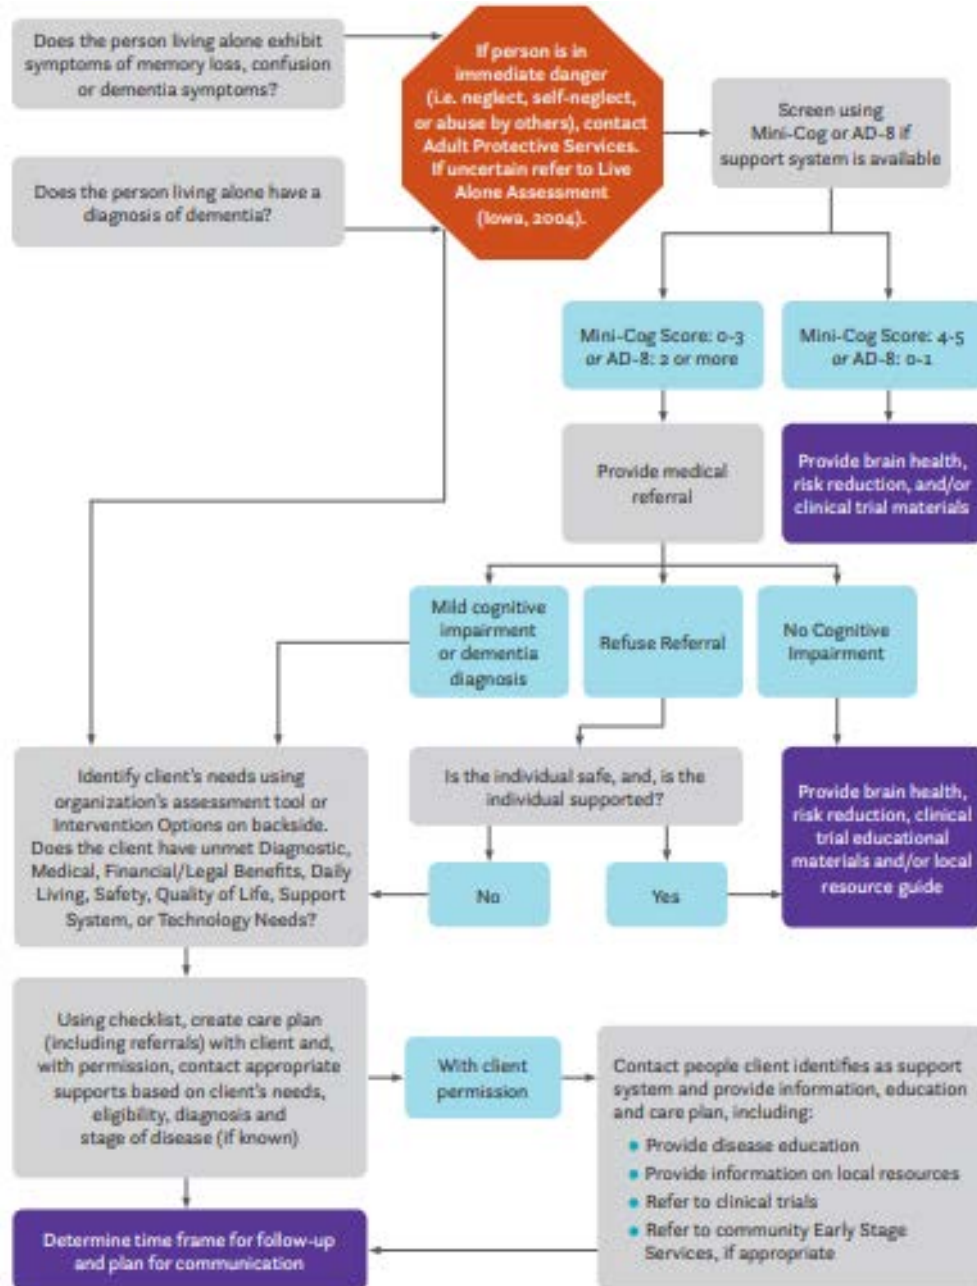 Does the person living alone exhibit
symptoms of memory loss, confusion
or dementia symptoms?
If person is in
immediate danger
(i.e. neglect, self-neglect,
or abuse by others), contact
Adult Protective Services.
If uncertain refer to Live
Alone Assessment
(Iowa, 2004).
Screen using
Mini-Cog or AD-8 if
support system is available
Does the person living alone have a
diagnosis of dementia?
Mini-Cog Score: 0-3
or AD-8: 2 or more
Mini-Cog Score: 4-5
or AD-8: 0-1
Provide medical
referral
Provide brain health,
risk reduction, and/or
clinical trial materials
Mild cognitive
impairment
or dementia
diagnosis
Refuse Referral
No Cognitive
Impairment
Identify client's needs using
organization's assessment tool or
Intervention Options on backside.
Does the client have unmet Diagnostic,
Medical, Financial/Legal Benefits, Daily
Living, Safety, Quality of Life, Support
System, or Technology Needs?
Is the individual safe, and, is the
individual supported?
No
Yes
Provide brain health,
risk reduction, clinical
trial educational
materials and/or local
resource guide
Using checklist, create care plan
(including referrals) with client and,
with permission, contact appropriate
supports based on client's needs,
eligibility, diagnosis and
stage of disease (if known)
With client
permission
Contact people client identifies as support
system and provide information, education
and care plan, including:
• Provide disease education
• Provide information on local resources
• Refer to clinical trials
• Refer to community Early Stage
Services, if appropriate
Determine time frame for follow-up
and plan for communication